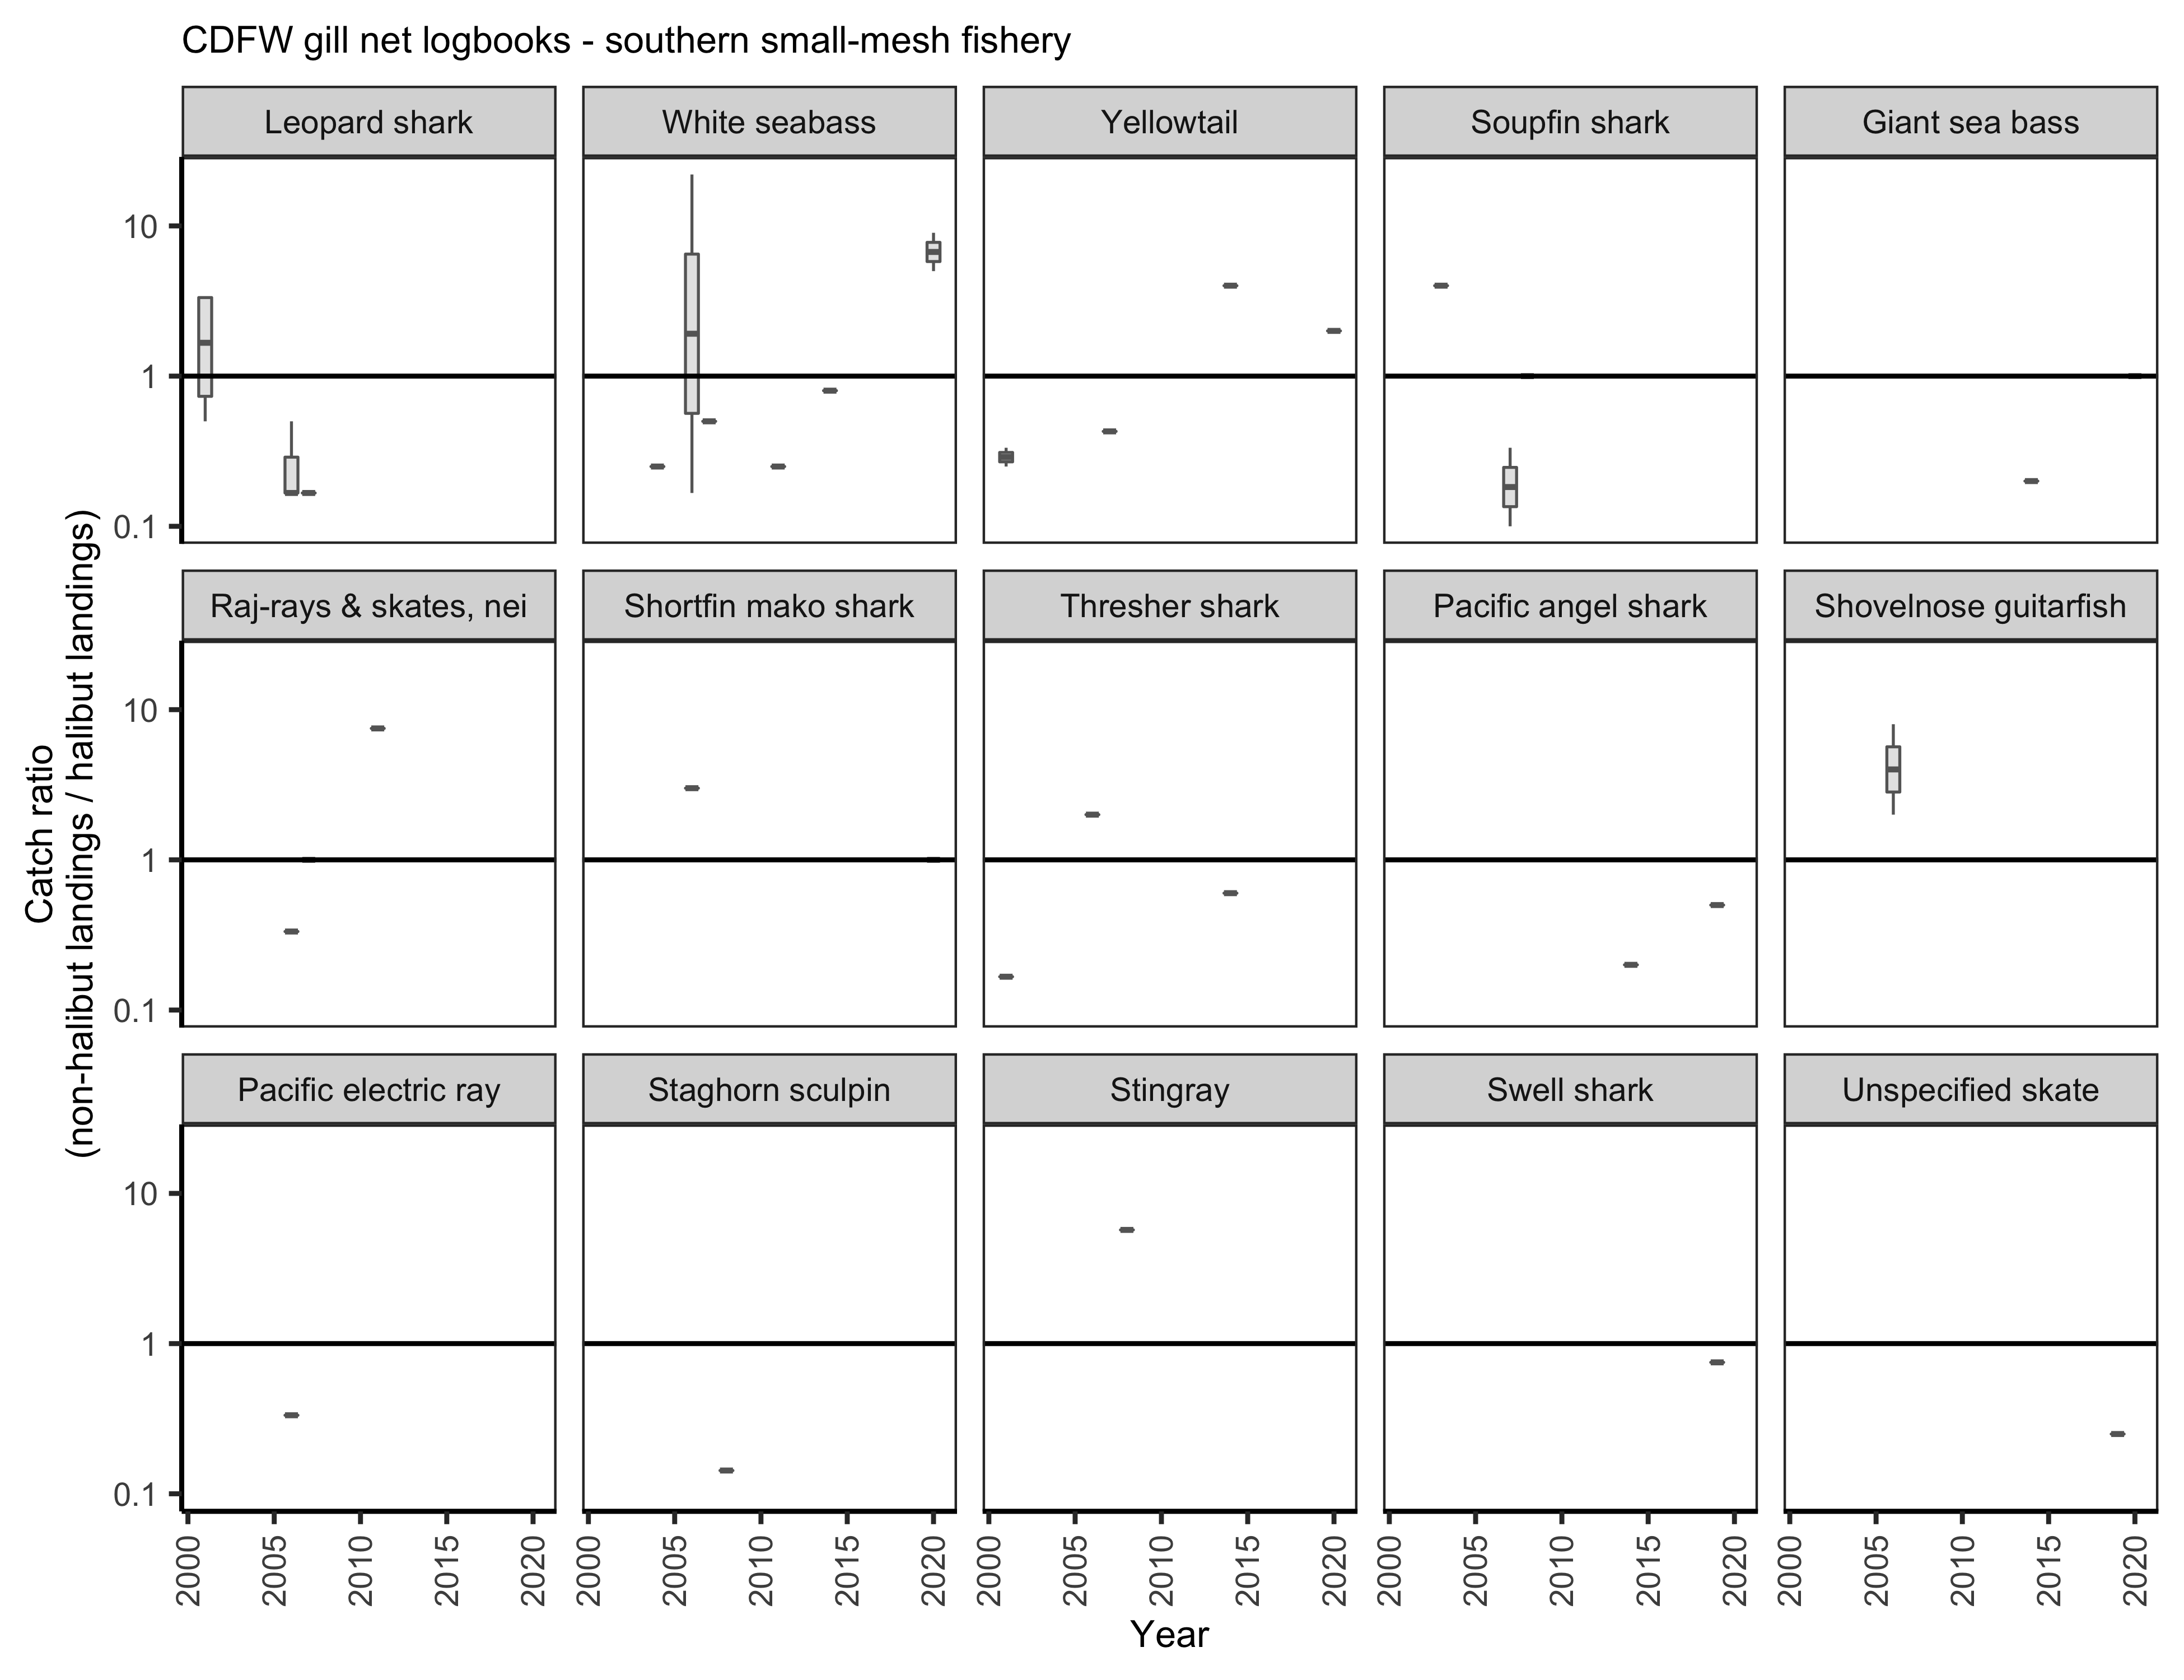 CDFW gill net logbooks - southern small-mesh fishery
Leopard shark
White seabass
Yellowtail
Soupfin shark
Giant sea bass
10
1
0.1
Raj-rays & skates, nei
Shortfin mako shark
Thresher shark
Pacific angel shark
Shovelnose guitarfish
10
1
0.1
Catch ratio
(non-halibut landings / halibut landings)
Pacific electric ray
Staghorn sculpin
Stingray
Swell shark
Unspecified skate
10
1
0.1
2000 2005 2010 2015 2020
2000 2005 2010 2015 2020
2000 2005 2010 2015 2020
2000 2005 2010 2015 2020
2000 2005 2010 2015 2020
Year